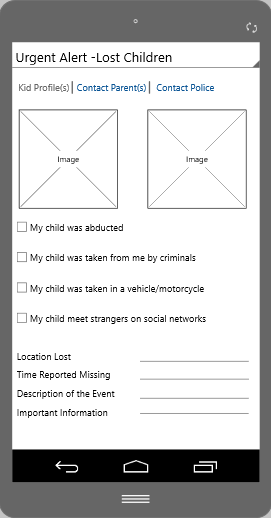 Urgent Alert -Lost Children
Kid Profile(s)| Contact Parent(s)| Contact Police
Image Image
My child was abducted
My child was taken from me by criminals
My child was taken in a vehicle/motorcycle
My child meet strangers on social networks
Location Lost
Time Reported Missing
Description of the Event
Important Information